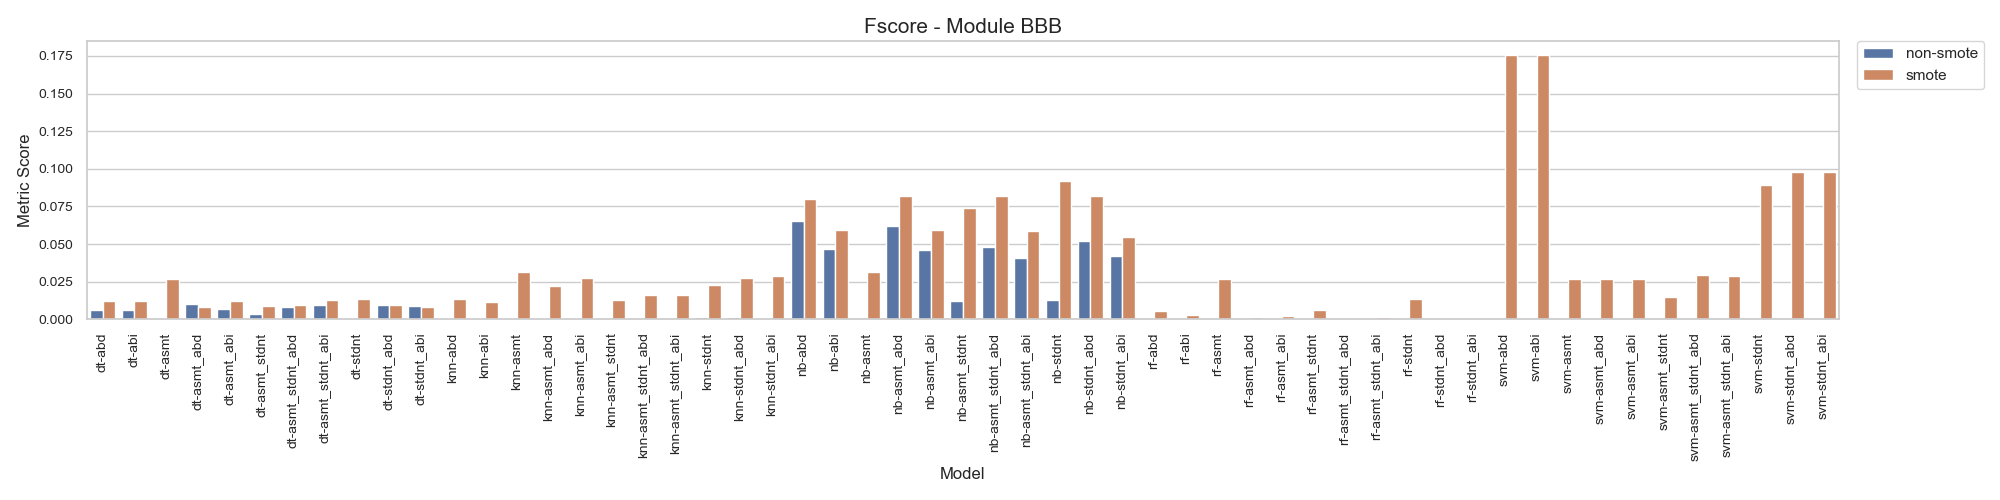 Fscore - Module BBB
non-smote
smote
Metric Score
0.175
0.150
0.125
0.100
0.075
0.050
0.025
0.000
dt-abd
dt-abi
dt-asmt
dt-asmt_abd
dt-asmt_abi
dt-asmt_stdnt
dt-asmt_stdnt_abd
dt-asmt_stdnt_abi
dt-stdnt
dt-stdnt_abd
dt-stdnt_abi
knn-abd
knn-abi
knn-asmt
knn-asmt_abd
knn-asmt_abi
knn-asmt_stdnt
knn-asmt_stdnt_abd
knn-asmt_stdnt_abi
knn-stdnt
knn-stdnt_abd
knn-stdnt_abi
nb-abd
nb-abi
nb-asmt
nb-asmt_abd
nb-asmt_abi
nb-asmt_stdnt
nb-asmt_stdnt_abd
nb-asmt_stdnt_abi
nb-stdnt
nb-stdnt_abd
nb-stdnt_abi
rf-abd
rf-abi
rf-asmt
rf-asmt_abd
rf-asmt_abi
rf-asmt_stdnt
rf-asmt_stdnt_abd
rf-asmt_stdnt_abi
rf-stdnt
rf-stdnt_abd
rf-stdnt_abi
svm-abd
svm-abi
svm-asmt
svm-asmt_abd
svm-asmt_abi
svm-asmt_stdnt
svm-asmt_stdnt_abd
svm-asmt_stdnt_abi
svm-stdnt
svm-stdnt_abd
svm-stdnt_abi
Model